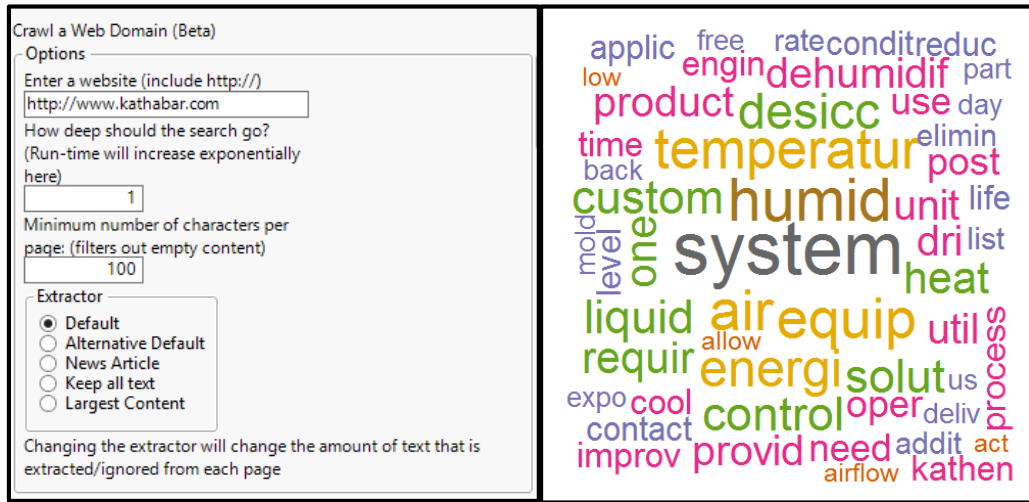 Crawl a Web Domain (Beta)
Options
Enter a website (include http://)
http://www.kathabar.com
How deep should the search go?
(Run-time will increase exponentially
here)
1
Minimum number of characters per
page: (filters out empty content)
100
Extractor
Default
Alternative Default
News Article
Keep all text
Largest Content
Changing the extractor will change the amount of text that is
extracted/ignored from each page
applic free rate condit reduc
low engin dehumidif part
product desicc use day
time temperatur elimin
back post
custom humid unit life
mold level one system dri list
heat
liquid air equip util
requir allow process
energi solut us
expo cool control oper deliv
contact
improv provid need addit act
airflow kathen